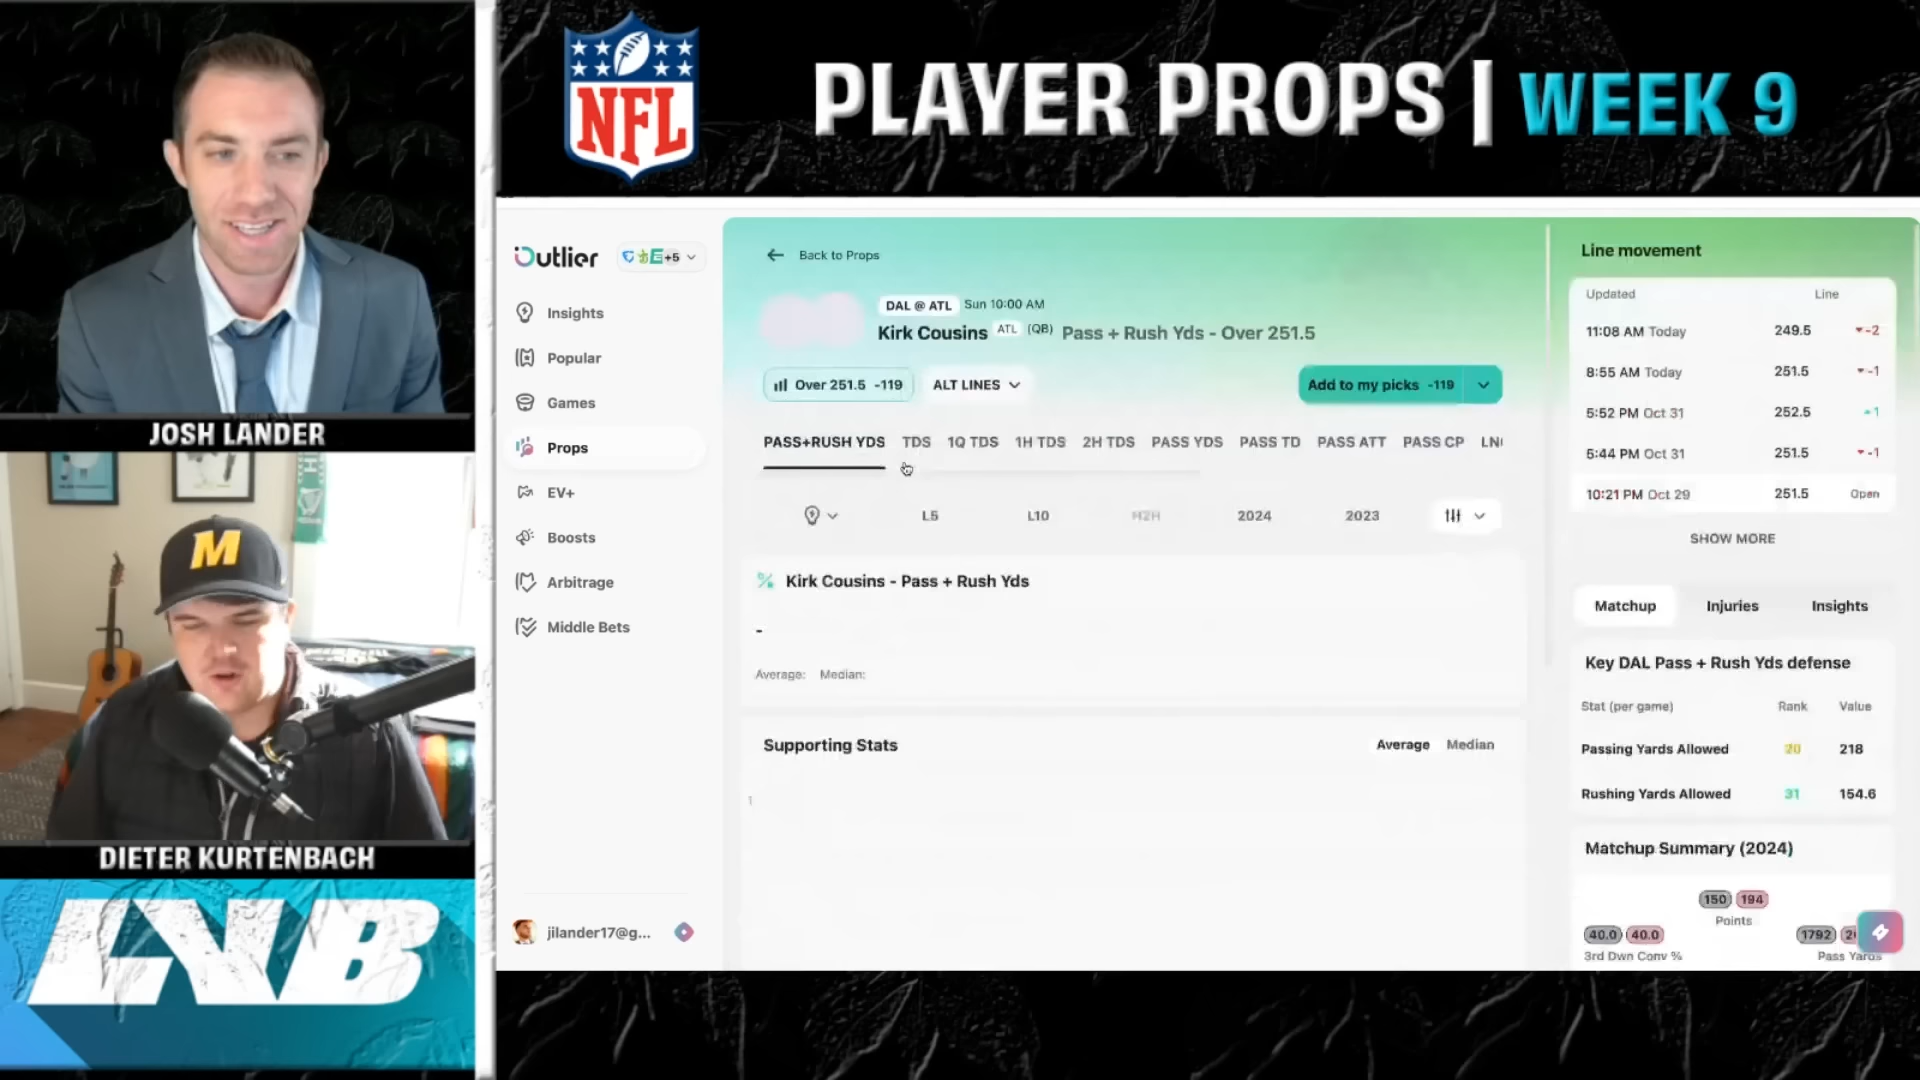 NFL
PLAYER PROPS | WEEK 9
JOSH LANDER
M
DIETER KURTENBACH
LVB
Outlier
+5
Insights
Popular
Games
Props
EV+
Boosts
Arbitrage
Middle Bets
jilander17@g...
Back to Props
DAL @ ATL Sun 10:00 AM
Kirk Cousins ATL (QB) Pass + Rush Yds - Over 251.5
Over 251.5 -119 ALT LINES
Add to my picks -119
PASS+RUSH YDS TDS 1Q TDS 1H TDS 2H TDS PASS YDS PASS TD PASS ATT PASS CP
L5 L10 H2H 2024 2023
Kirk Cousins - Pass + Rush Yds
-
Average: Median:
Supporting Stats Average Median
1
Line movement
Updated Line
11:08 AM Today 249.5 -2
8:55 AM Today 251.5 -1
5:52 PM Oct 31 252.5 1
5:44 PM Oct 31 251.5 -1
10:21 PM Oct 29 251.5 Open
SHOW MORE
Matchup Injuries Insights
Key DAL Pass + Rush Yds defense
Stat (per game) Rank Value
Passing Yards Allowed 20 218
Rushing Yards Allowed 31 154.6
Matchup Summary (2024)
150 194
Points
40.0 40.0 1792
3rd Dwn Conv % Pass Yards